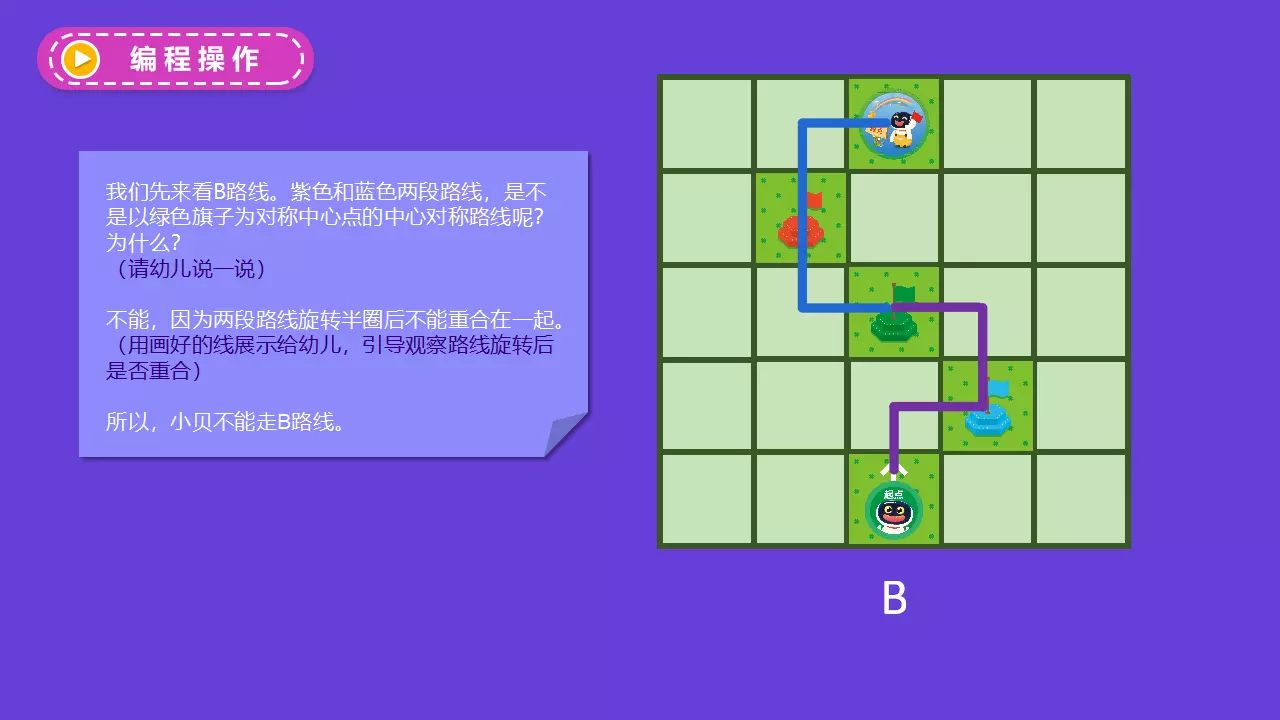 编程操作
我们先来看B路线。紫色和蓝色两段路线，是不
是以绿色旗子为对称中心点的中心对称路线呢？
为什么？
（请幼儿说一说）
不能，因为两段路线旋转半圈后不能重合在一起。
（用画好的线展示给幼儿，引导观察路线旋转后
是否重合）
所以，小贝不能走B路线。
起点
B